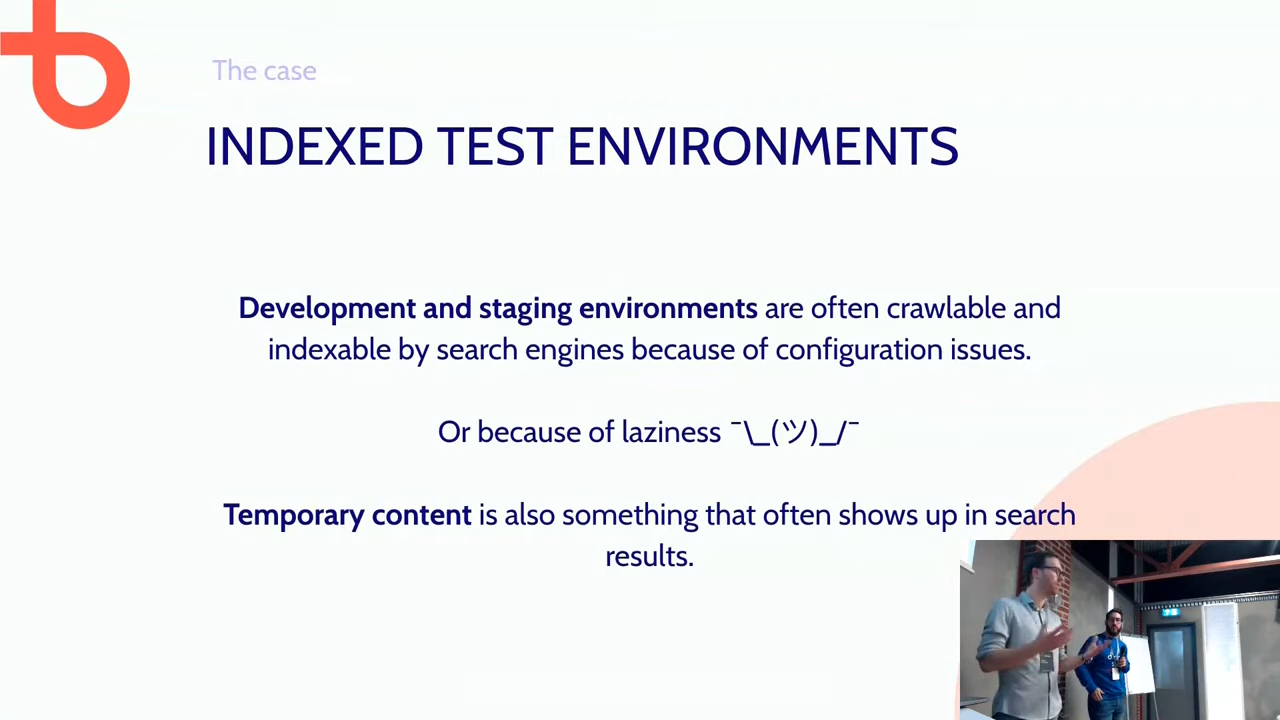 The case
INDEXED TEST ENVIRONMENTS
Development and staging environments are often crawlable and
indexable by search engines because of configuration issues.
Or because of laziness ¯\_(ツ)_/¯
Temporary content is also something that often shows up in search
results.